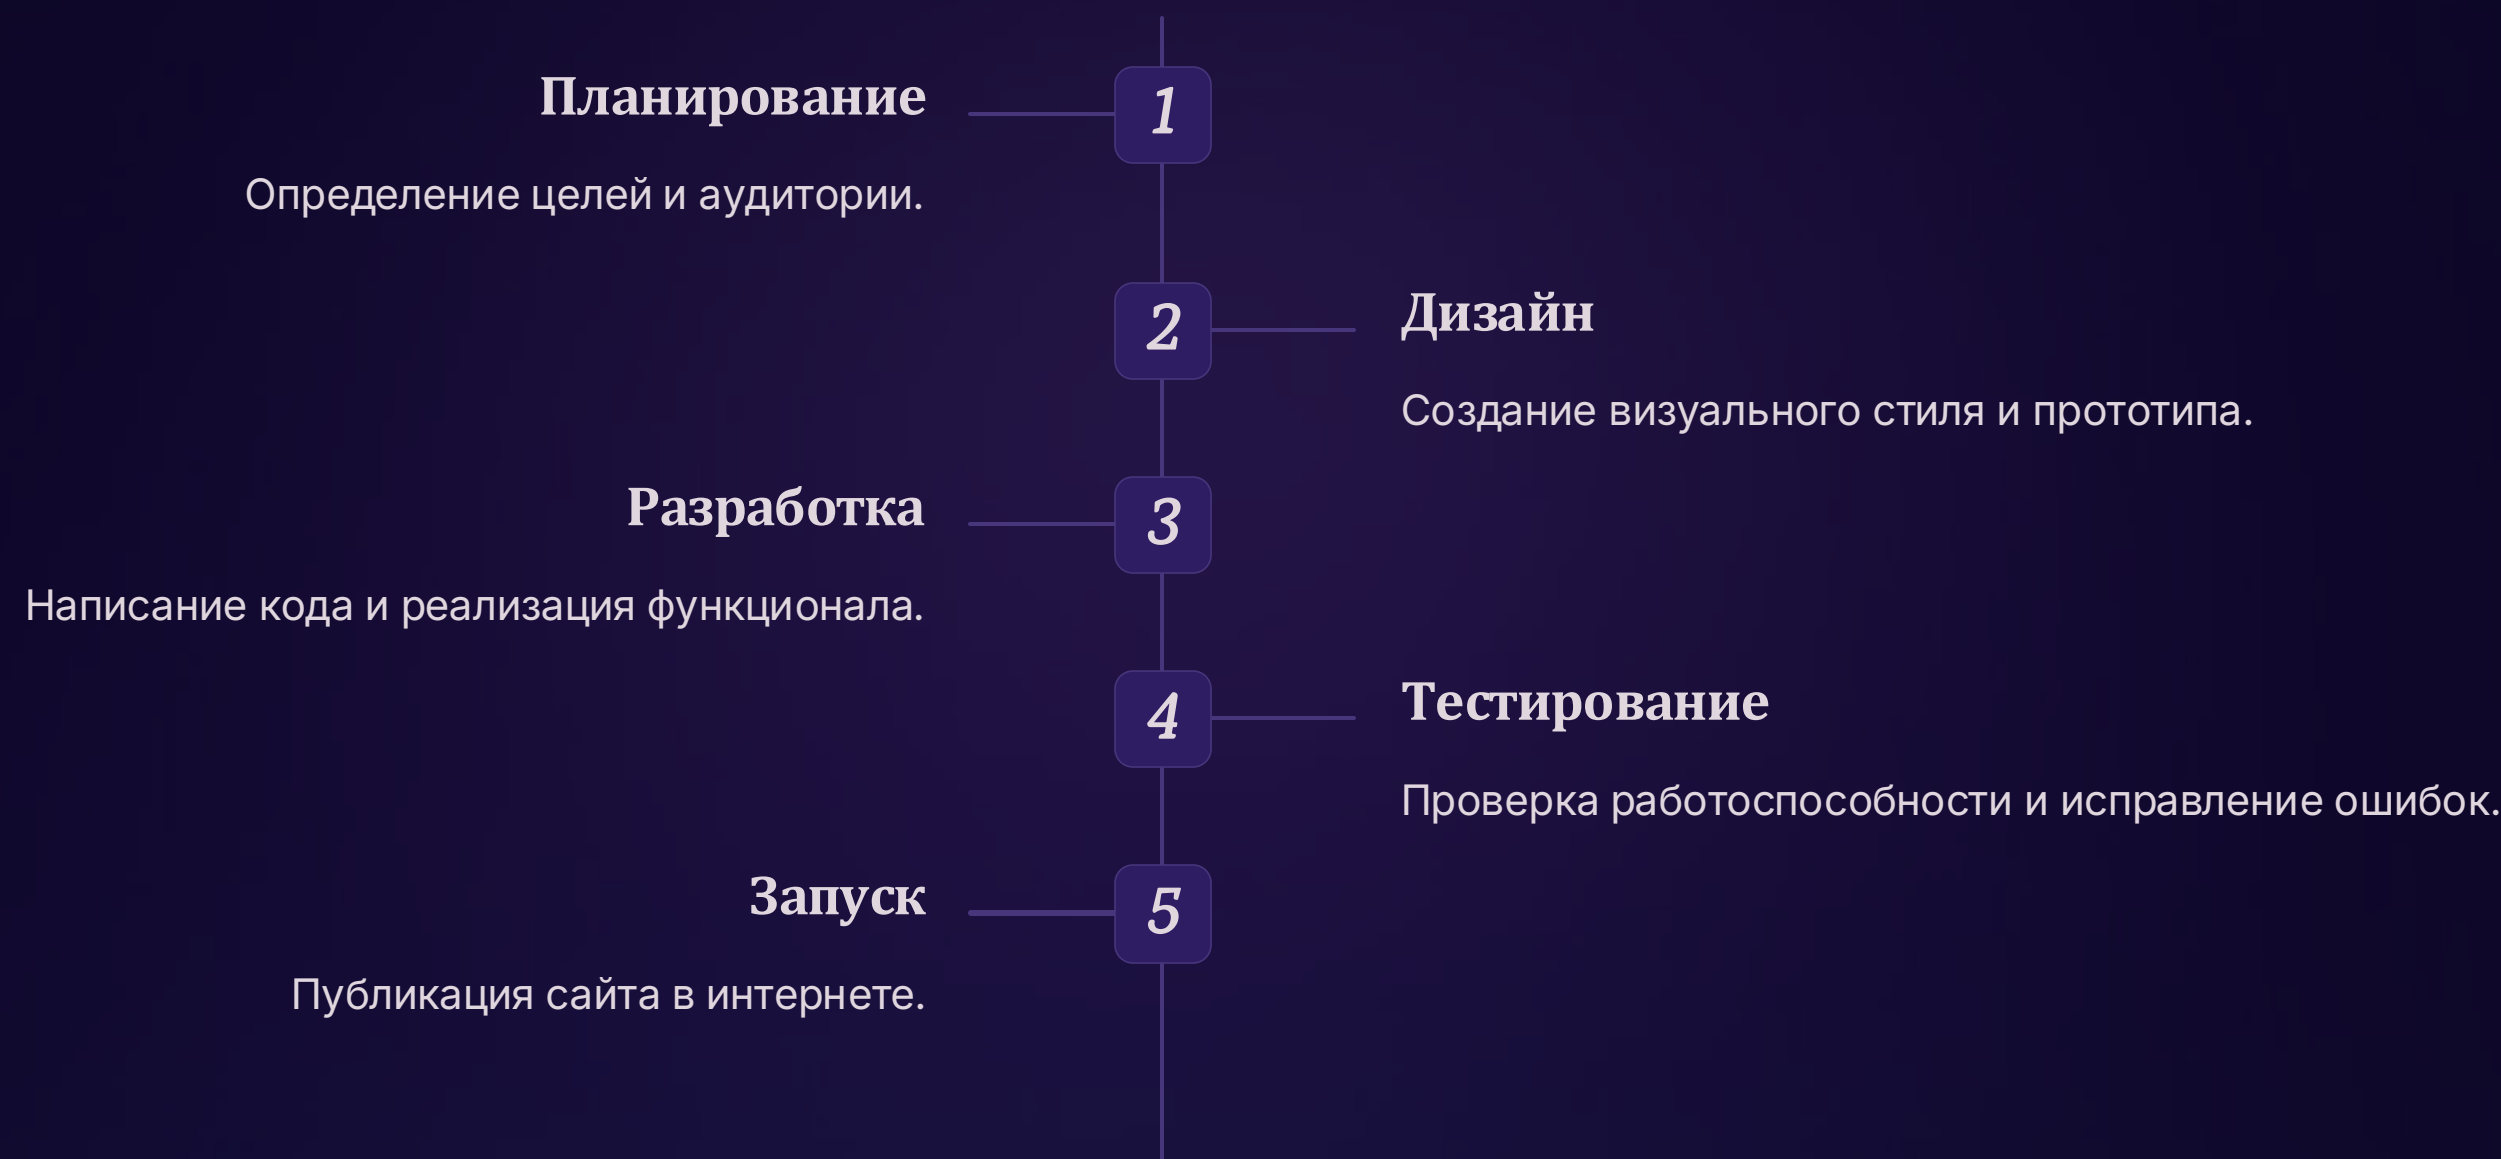 Планирование
1
Определение целей и аудитории.
2
Дизайн
Создание визуального стиля и прототипа.
Разработка
3
Написание кода и реализация функционала.
4
Тестирование
Проверка работоспособности и исправление ошибок.
Запуск
5
Публикация сайта в интернете.